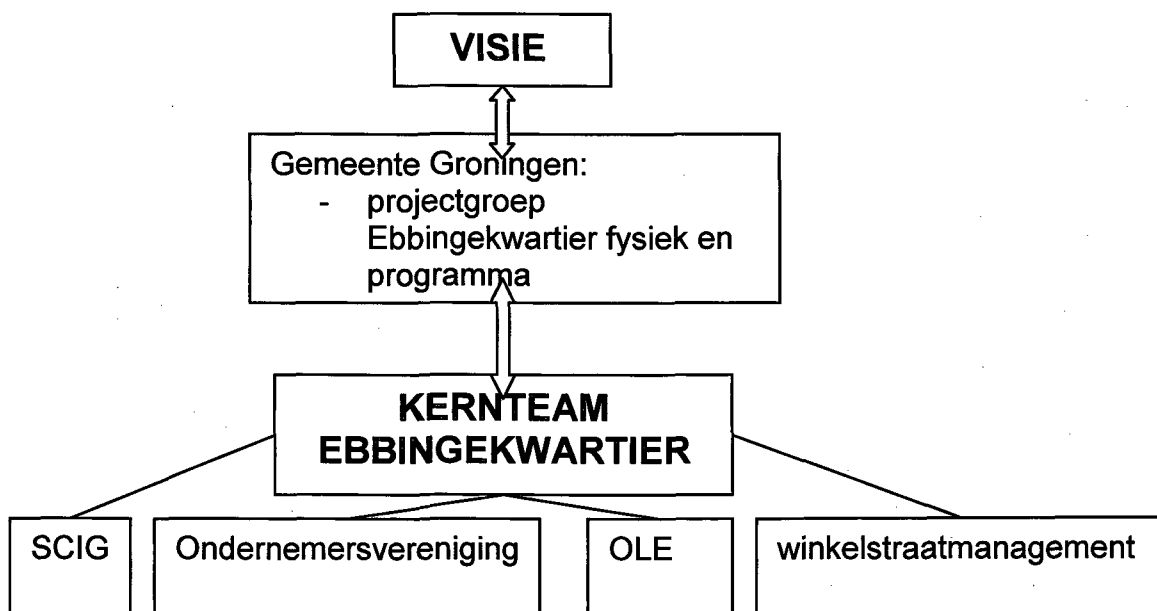 VISIE
Gemeente Groningen:
- projectgroep
Ebbingekwartier fysiek en
programma
KERNTEAM
EBBINGEKWARTIER
SCIG
Ondernemersvereniging
OLE
winkelstraatmanagement